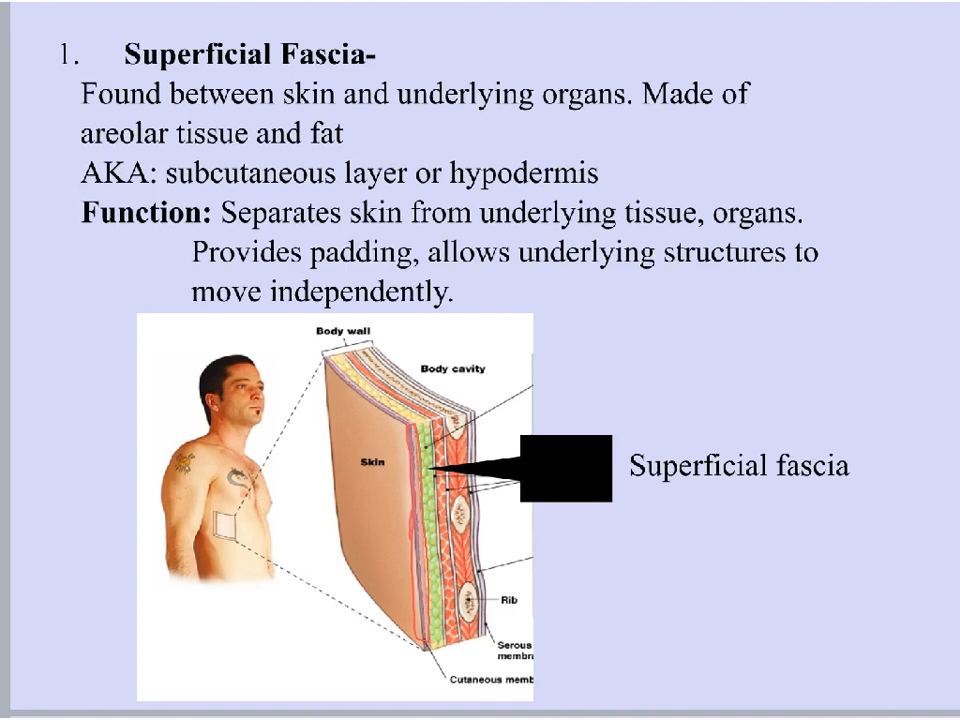 1. Superficial Fascia-
Found between skin and underlying organs. Made of
areolar tissue and fat
AKA: subcutaneous layer or hypodermis
Function: Separates skin from underlying tissue, organs.
Provides padding, allows underlying structures to
move independently.
Body wall
Body cavity
Skin
Superficial fascia
Rib
Serous
membra
Cutaneous memb